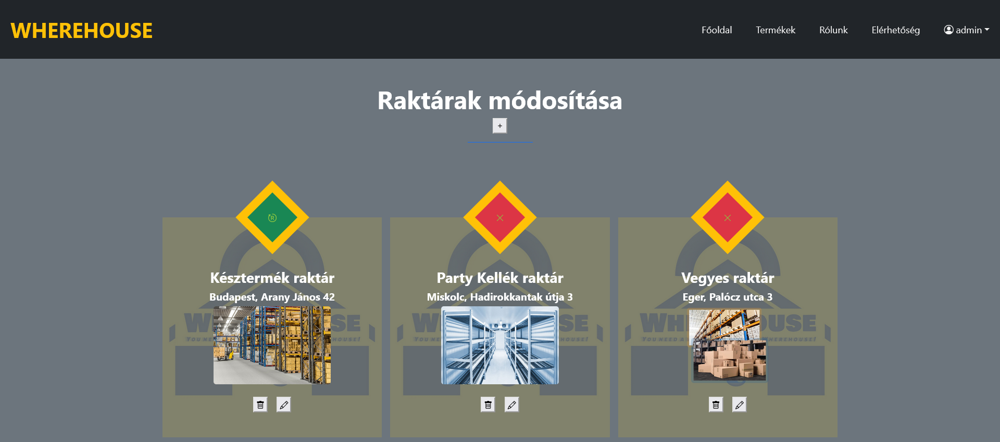 WHEREHOUSE
Főoldal Termékek Rólunk Elérhetőség admin
Raktárak módosítása
+
Késztermék raktár
Budapest, Arany János 42
Party Kellék raktár
Miskolc, Hadirokkantak útja 3
Vegyes raktár
Eger, Palócz utca 3